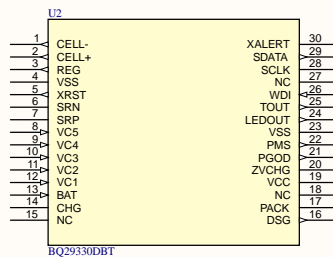 U2
1 CELL- XALERT 30
2 CELL+ SDATA 29
3 REG SCLK 28
4 VSS NC 27
5 XRST WDI 26
6 SRN TOUT 25
7 SRP LEDOUT 24
8 VC5 VSS 23
9 VC4 PMS 22
10 VC3 PGOD 21
11 VC2 ZVCHG 20
12 VC1 VCC 19
13 BAT NC 18
14 CHG PACK 17
15 NC DSG 16
BQ29330DBT